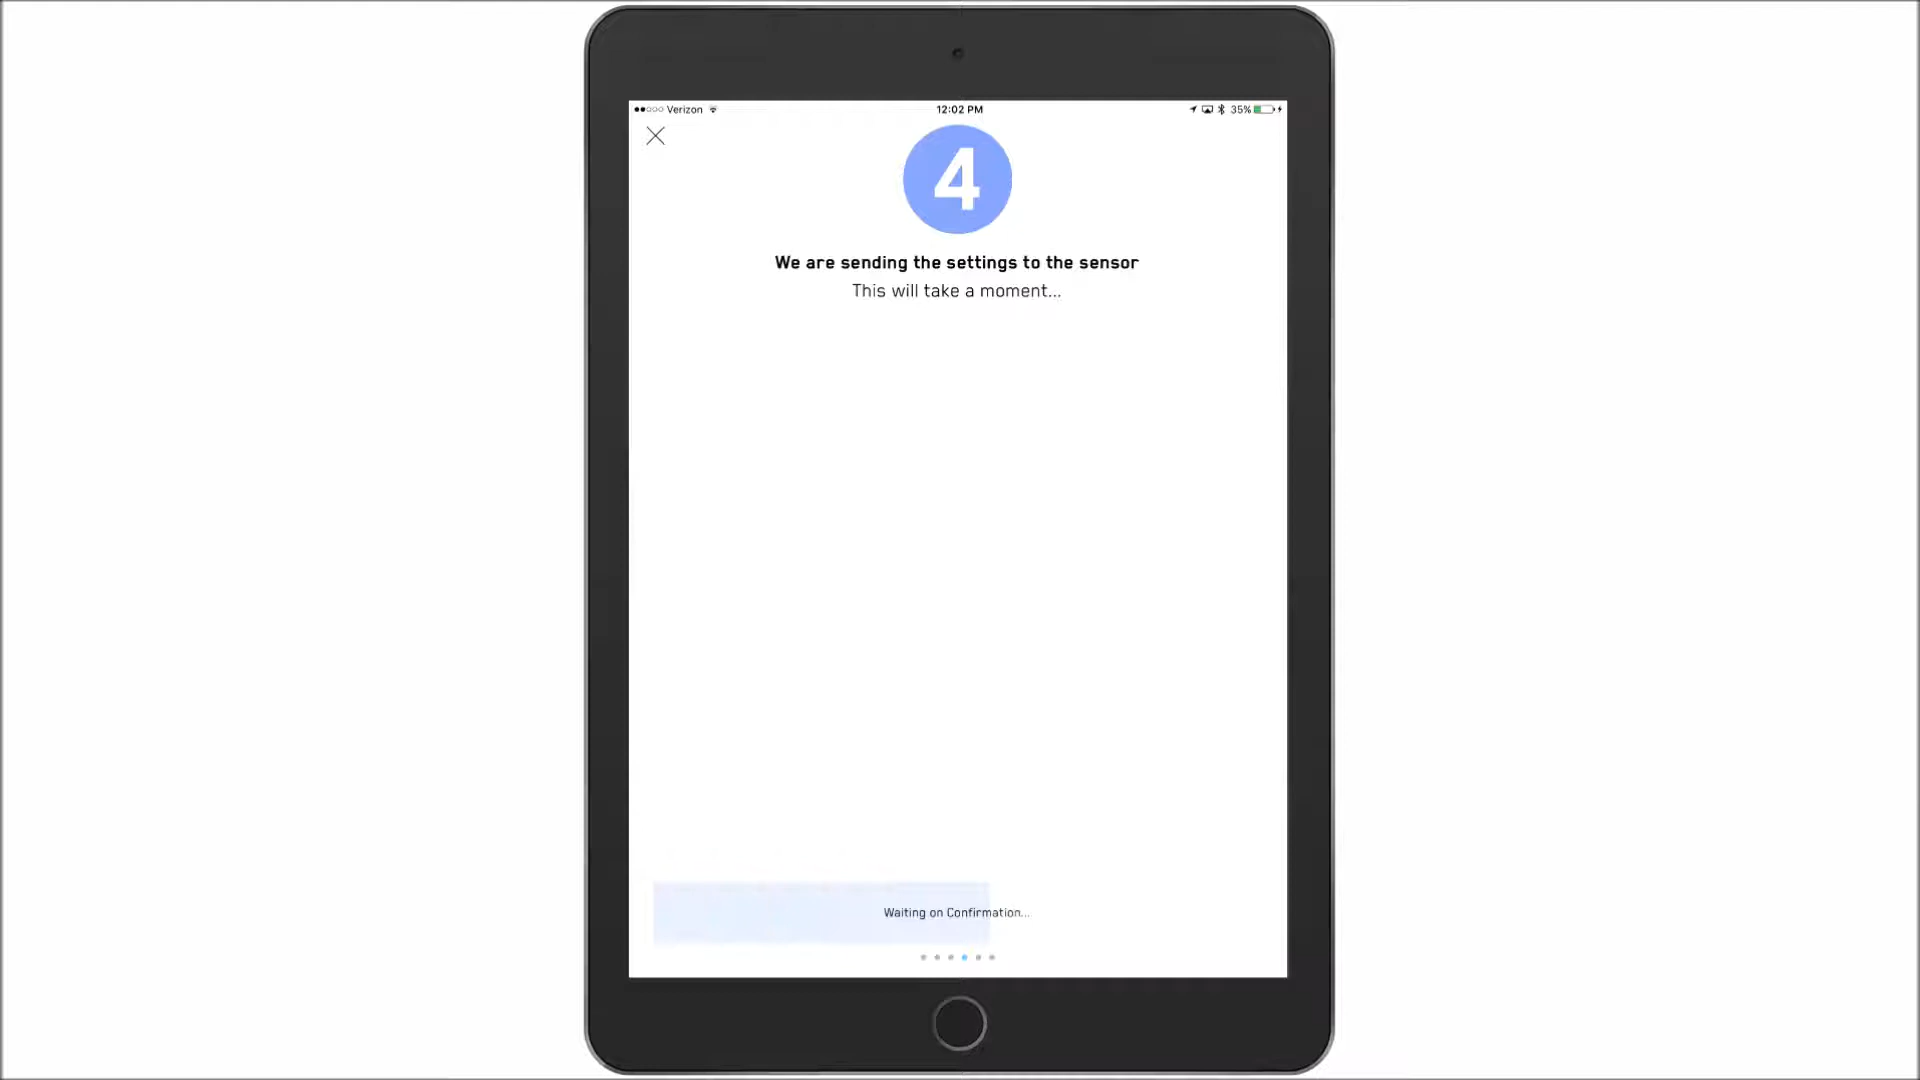 Verizon
12:02 PM
35%
4
We are sending the settings to the sensor
This will take a moment...
Waiting on Confirmation...